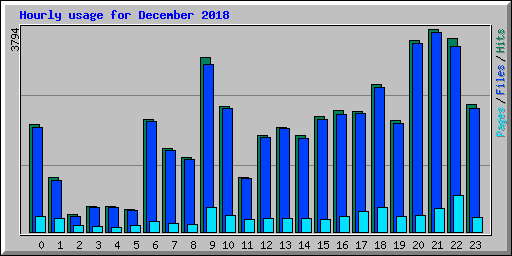 Hourly usage for December 2018
3794
Pages/Files/Hits
0 1 2 3 4 5 6 7 8 9 10 11 12 13 14 15 16 17 18 19 20 21 22 23